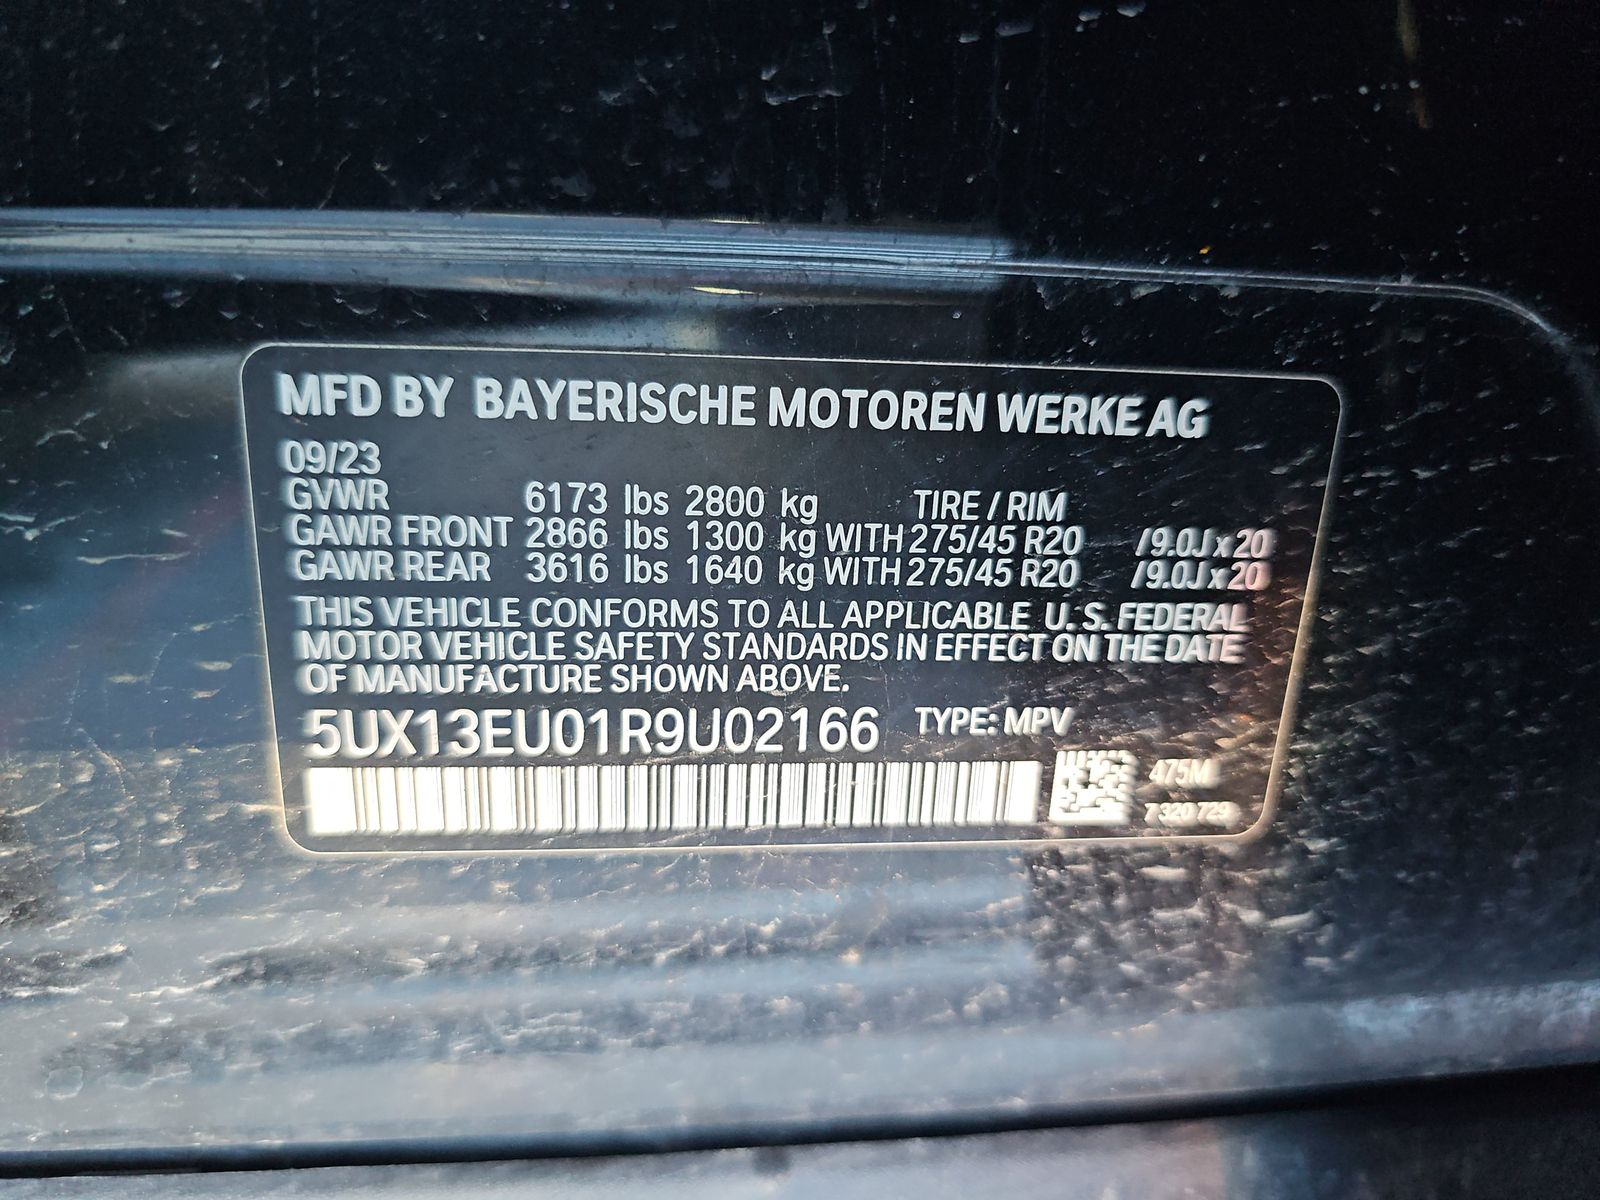 MFD BY BAYERISCHE MOTOREN WERKE AG
09/23
GVWR 6173 lbs 2800 kg TIRE / RIM
GAWR FRONT 2866 lbs 1300 kg WITH 275/45 R20 / 9.0J x 20
GAWR REAR 3616 lbs 1640 kg WITH 275/45 R20 / 9.0J x 20
THIS VEHICLE CONFORMS TO ALL APPLICABLE U. S. FEDERAL
MOTOR VEHICLE SAFETY STANDARDS IN EFFECT ON THE DATE
OF MANUFACTURE SHOWN ABOVE.
5UX13EU01R9U02166 TYPE: MPV
475M
7 320 729